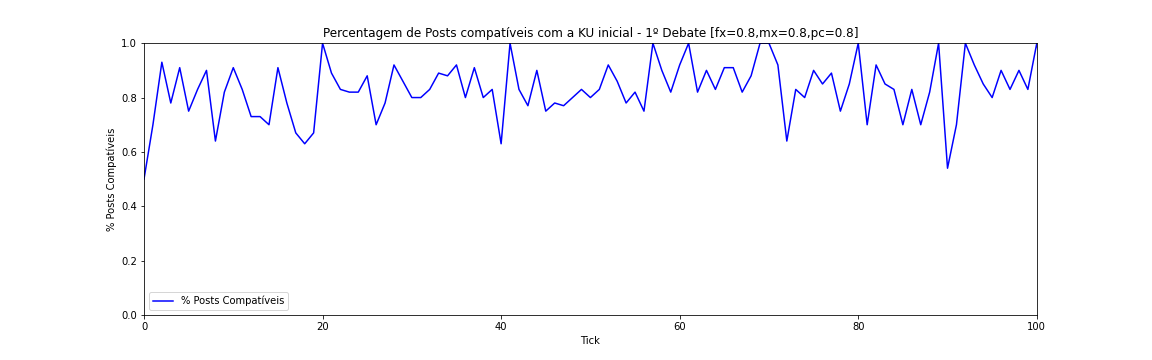 Percentagem de Posts compatíveis com a KU inicial - 1º Debate [fx=0.8,mx=0.8,pc=0.8]
1.0
0.8
0.6
0.4
0.2
0.0
% Posts Compatíveis
% Posts Compatíveis
0 20 40 60 80 100
Tick